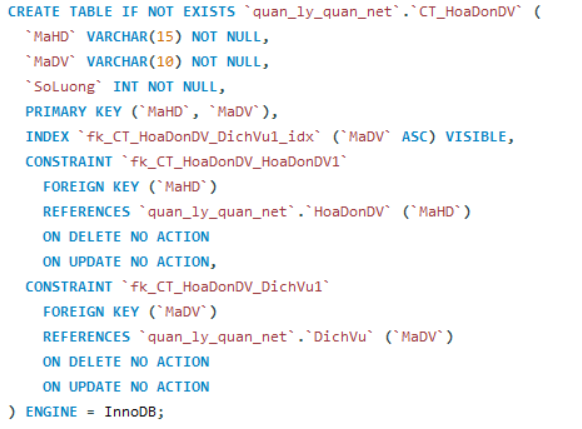 CREATE TABLE IF NOT EXISTS `quan_ly_quan_net`.`CT_HoaDonDV` (
`MaHD` VARCHAR(15) NOT NULL,
`MaDV` VARCHAR(10) NOT NULL,
`SoLuong` INT NOT NULL,
PRIMARY KEY (`MaHD`, `MaDV`),
INDEX `fk_CT_HoaDonDV_DichVu1_idx` (`MaDV` ASC) VISIBLE,
CONSTRAINT `fk_CT_HoaDonDV_HoaDonDV1`
FOREIGN KEY (`MaHD`)
REFERENCES `quan_ly_quan_net`.`HoaDonDV` (`MaHD`)
ON DELETE NO ACTION
ON UPDATE NO ACTION,
CONSTRAINT `fk_CT_HoaDonDV_DichVu1`
FOREIGN KEY (`MaDV`)
REFERENCES `quan_ly_quan_net`.`DichVu` (`MaDV`)
ON DELETE NO ACTION
ON UPDATE NO ACTION
) ENGINE = InnoDB;